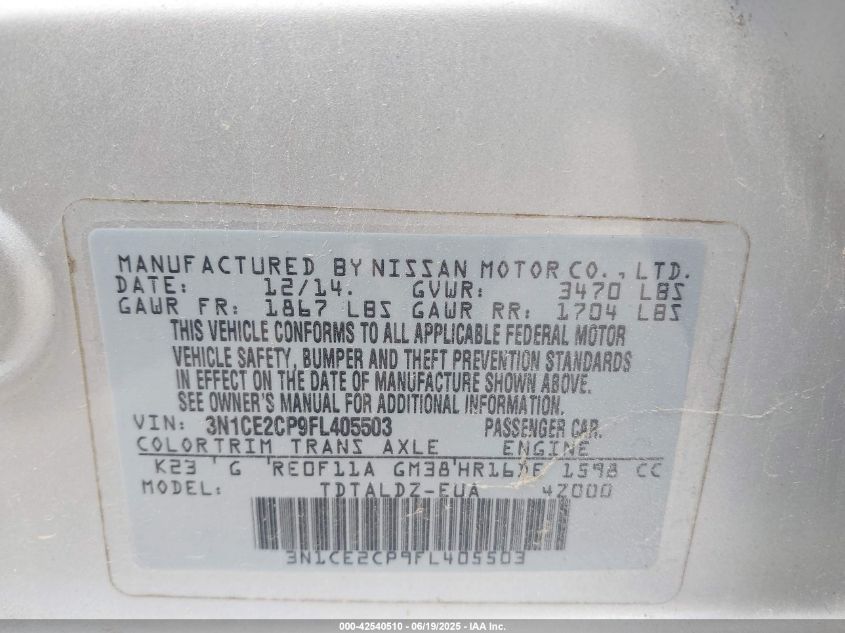 MANUFACTURED BY NISSAN MOTOR CO., LTD.
DATE: 12/14. GVWR: 3470 LBS
GAWR FR: 1867 LBS GAWR RR: 1704 LBS
THIS VEHICLE CONFORMS TO ALL APPLICABLE FEDERAL MOTOR
VEHICLE SAFETY, BUMPER AND THEFT PREVENTION STANDARDS
IN EFFECT ON THE DATE OF MANUFACTURE SHOWN ABOVE.
SEE OWNER'S MANUAL FOR ADDITIONAL INFORMATION.
VIN: 3N1CE2CP9FL405503 PASSENGER CAR.
COLORTRIM TRANS AXLE ENGINE
K23 G RE0F11A GM38 HR16DE 1598 CC
MODEL: TDTALDZ-EUA 4Z000
3N1CE2CP9FL405503
000-42540510 - 06/19/2025 - IAA Inc.